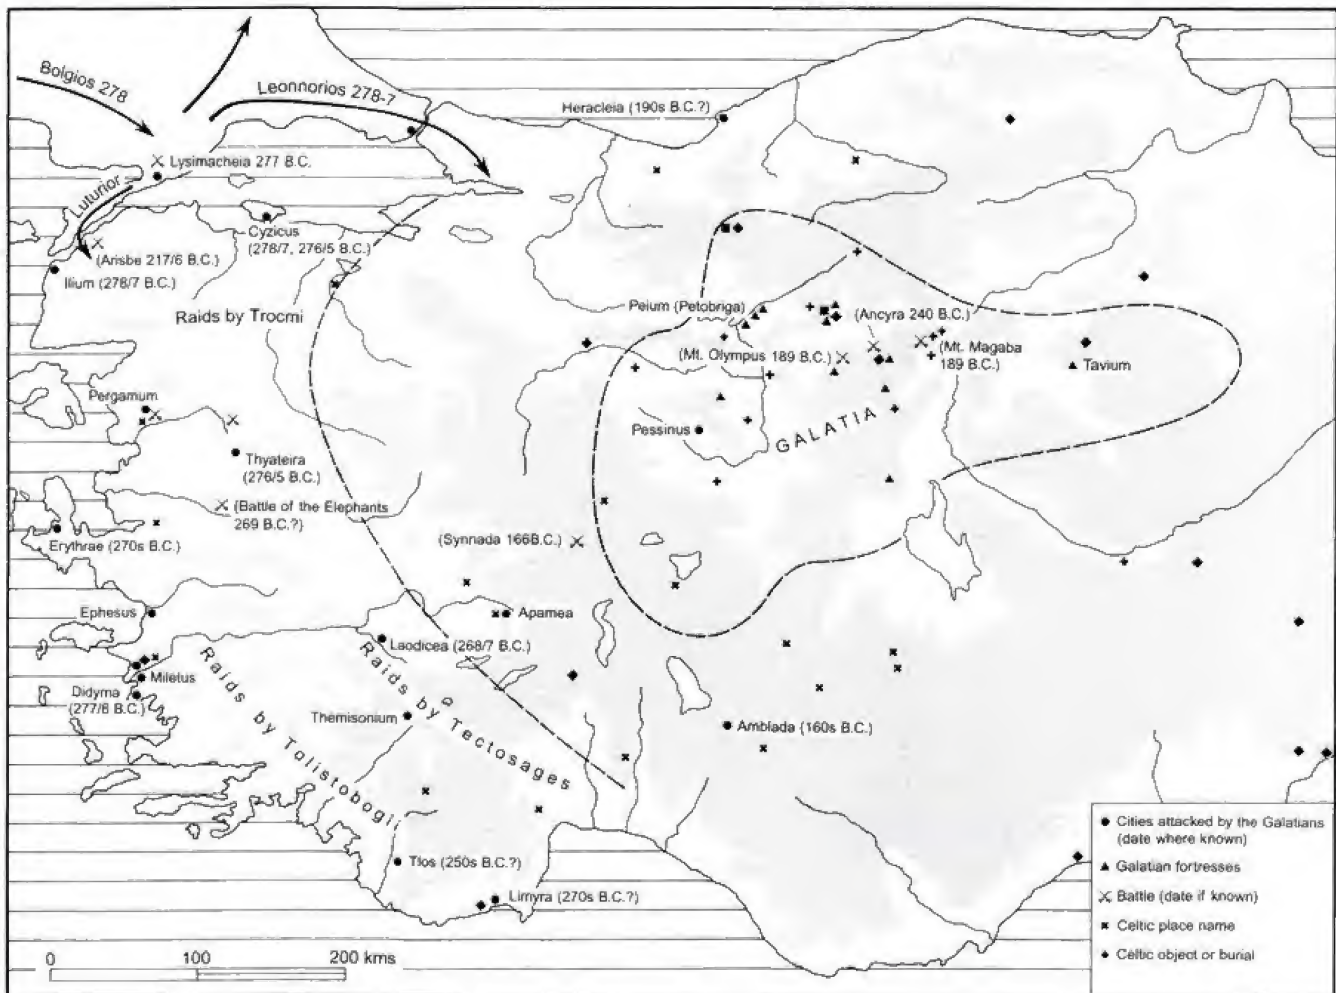 Bolgios 278
Leonnorios 278-7
Heracleia (190s B.C.?)
Lysimacheia 277 B.C.
Luturior
Cyzicus
(278/7, 276/5 B.C.)
(Arisbe 217/6 B.C.)
Ilium (278/7 B.C.)
Raids by Trocmi
Peium (Petobriga)
(Ancyra 240 B.C.)
(Mt. Olympus 189 B.C.)
(Mt. Magaba
189 B.C.)
Tavium
Pergamum
Pessinus
GALATIA
Thyateira
(276/5 B.C.)
(Battle of the Elephants
269 B.C.?)
Erythrae (270s B.C.)
(Synnada 166B.C.)
Ephesus
Apamea
Laodicea (268/7 B.C.)
Miletus
Didyma
(277/6 B.C.)
Raids by Tolistobogii
Raids by Tectosages
Themisonium
Amblada (160s B.C.)
Tlos (250s B.C.?)
Limyra (270s B.C.?)
0 100 200 kms
Cities attacked by the Galatians
(date where known)
Galatian fortresses
Battle (date if known)
Celtic place name
Celtic object or burial